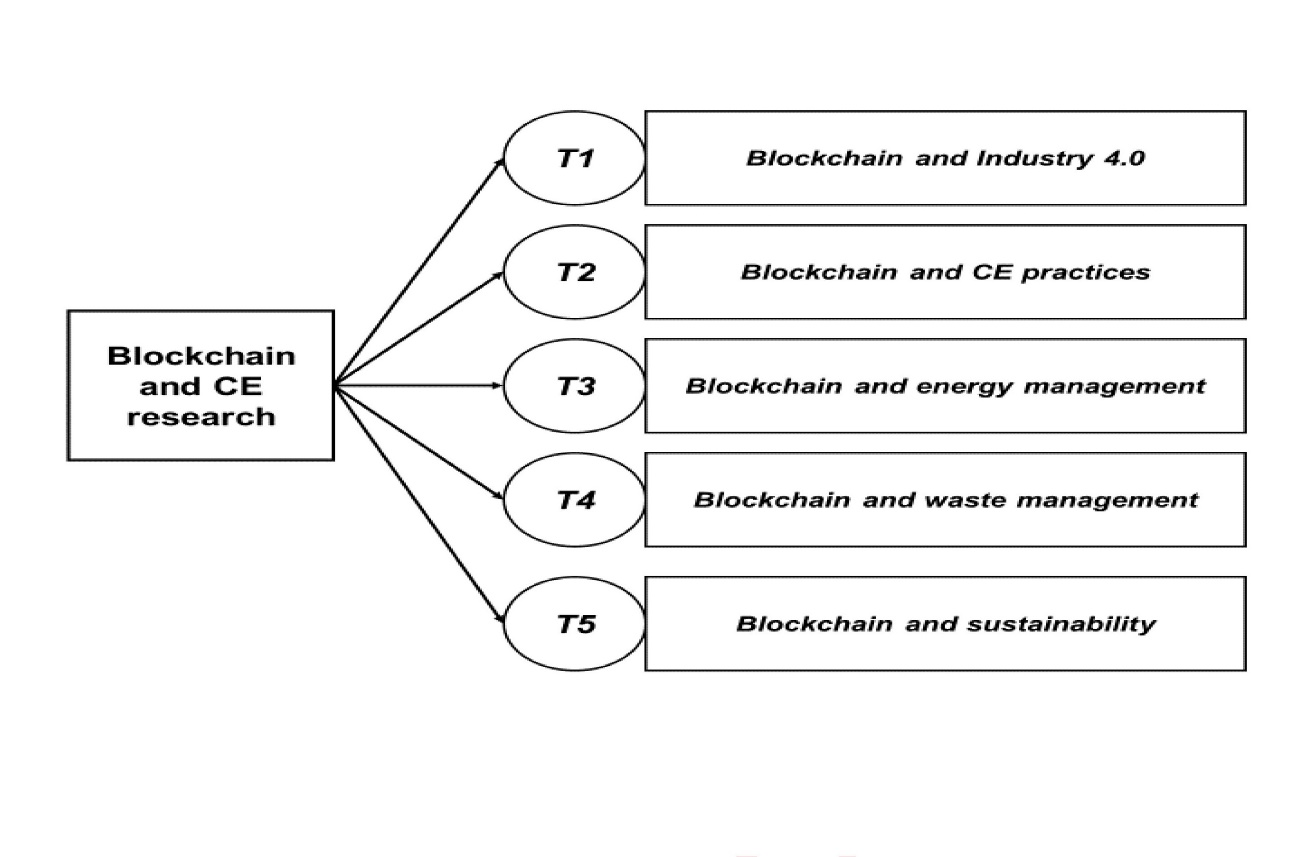 T1
Blockchain and Industry 4.0
T2
Blockchain and CE practices
Blockchain
and CE
research
T3
Blockchain and energy management
T4
Blockchain and waste management
T5
Blockchain and sustainability